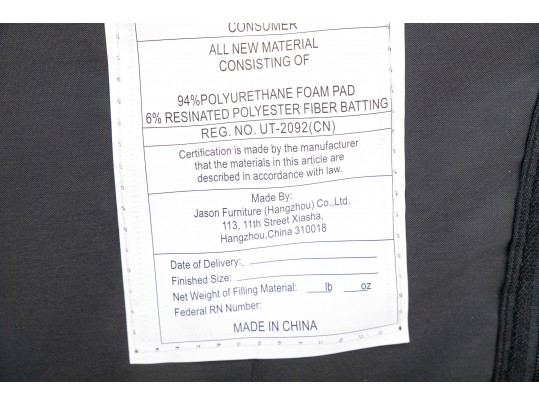 CONSUMER
ALL NEW MATERIAL
CONSISTING OF
94%POLYURETHANE FOAM PAD
6% RESINATED POLYESTER FIBER BATTING
REG. NO. UT-2092(CN)
Certification is made by the manufacturer
that the materials in this article are
described in accordance with law.
Made By:
Jason Furniture (Hangzhou) Co.,Ltd.
113, 11th Street Xiasha,
Hangzhou,China 310018
Date of Delivery:
Finished Size:
Net Weight of Filling Material: lb oz
Federal RN Number:
MADE IN CHINA